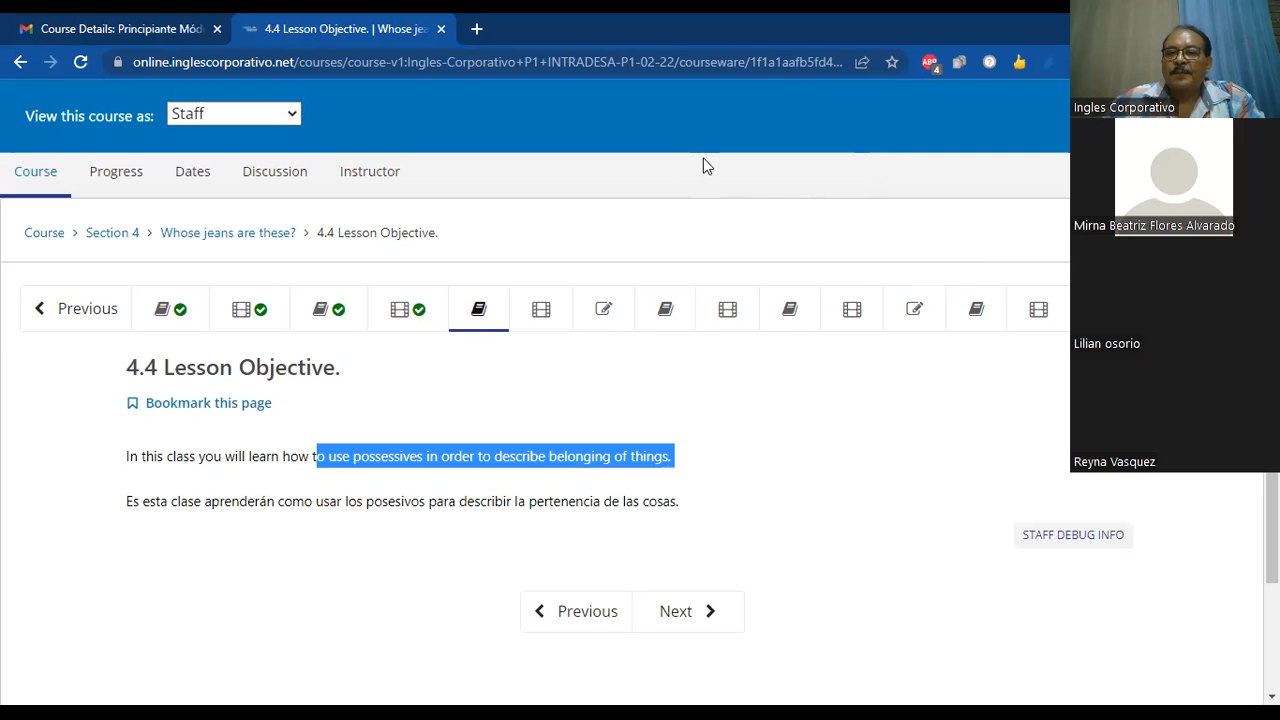 Course Details: Principiante Mód
4.4 Lesson Objective. | Whose jea
online.inglescorporativo.net/courses/course-v1:Ingles-Corporativo+P1+INTRADESA-P1-02-22/courseware/1f1a1aafb5fd4...
ABP
4
Ingles Corporativo
View this course as:
Staff
Course
Progress
Dates
Discussion
Instructor
Mirna Beatriz Flores Alvarado
Course > Section 4 > Whose jeans are these? > 4.4 Lesson Objective.
Previous
Lilian osorio
4.4 Lesson Objective.
Bookmark this page
In this class you will learn how to use possessives in order to describe belonging of things.
Reyna Vasquez
Es esta clase aprenderán como usar los posesivos para describir la pertenencia de las cosas.
STAFF DEBUG INFO
Previous
Next